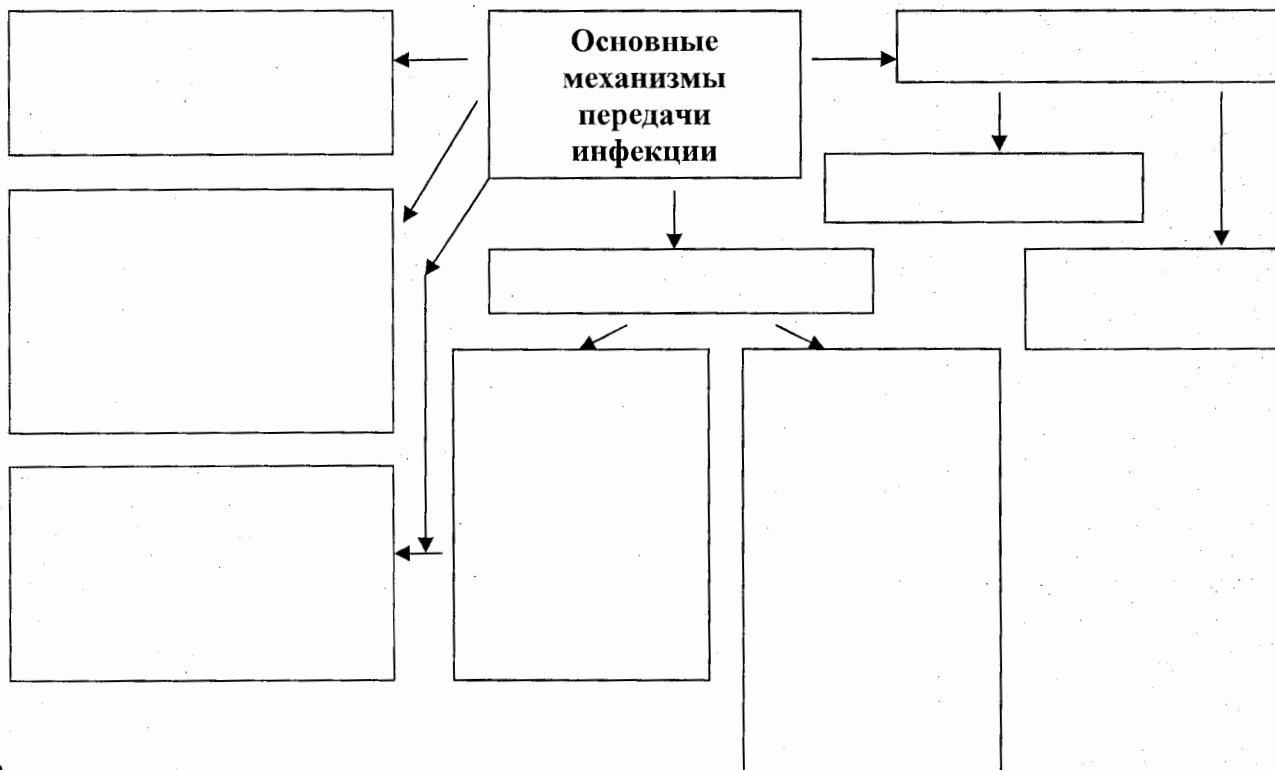 Основные
механизмы
передачи
инфекции